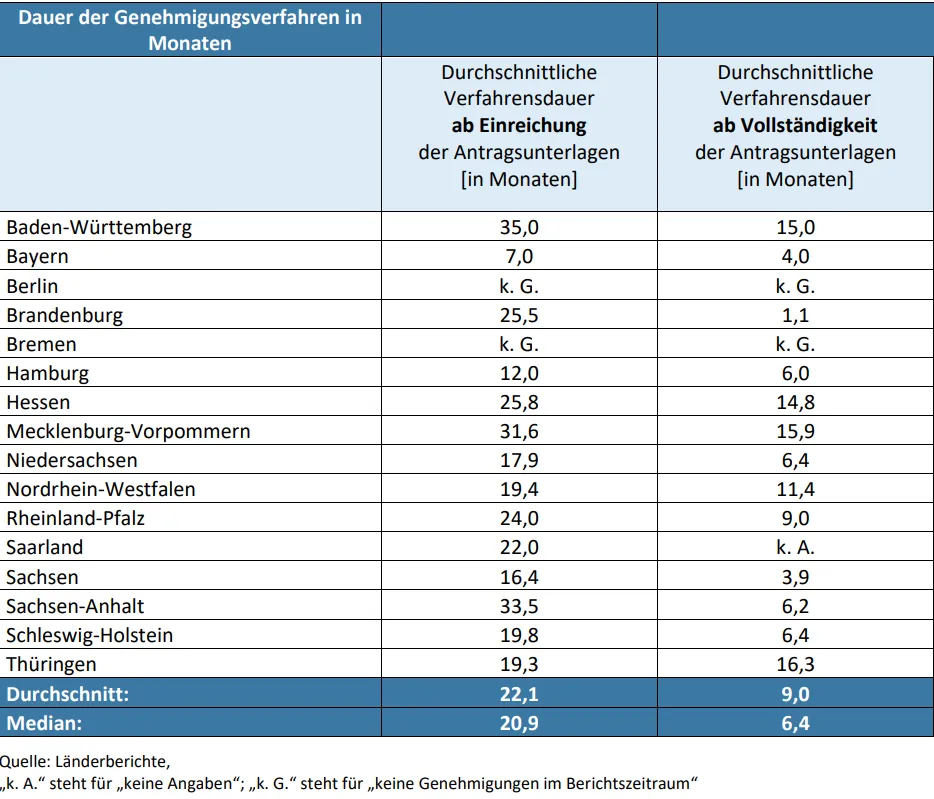 Dauer der Genehmigungsverfahren in
Monaten
Durchschnittliche
Verfahrensdauer
ab Einreichung
der Antragsunterlagen
[in Monaten]
Durchschnittliche
Verfahrensdauer
ab Vollständigkeit
der Antragsunterlagen
[in Monaten]
Baden-Württemberg 35,0 15,0
Bayern 7,0 4,0
Berlin k. G. k. G.
Brandenburg 25,5 1,1
Bremen k. G. k. G.
Hamburg 12,0 6,0
Hessen 25,8 14,8
Mecklenburg-Vorpommern 31,6 15,9
Niedersachsen 17,9 6,4
Nordrhein-Westfalen 19,4 11,4
Rheinland-Pfalz 24,0 9,0
Saarland 22,0 k. A.
Sachsen 16,4 3,9
Sachsen-Anhalt 33,5 6,2
Schleswig-Holstein 19,8 6,4
Thüringen 19,3 16,3
Durchschnitt: 22,1 9,0
Median: 20,9 6,4
Quelle: Länderberichte,
„k. A.“ steht für „keine Angaben“; „k. G.“ steht für „keine Genehmigungen im Berichtszeitraum“